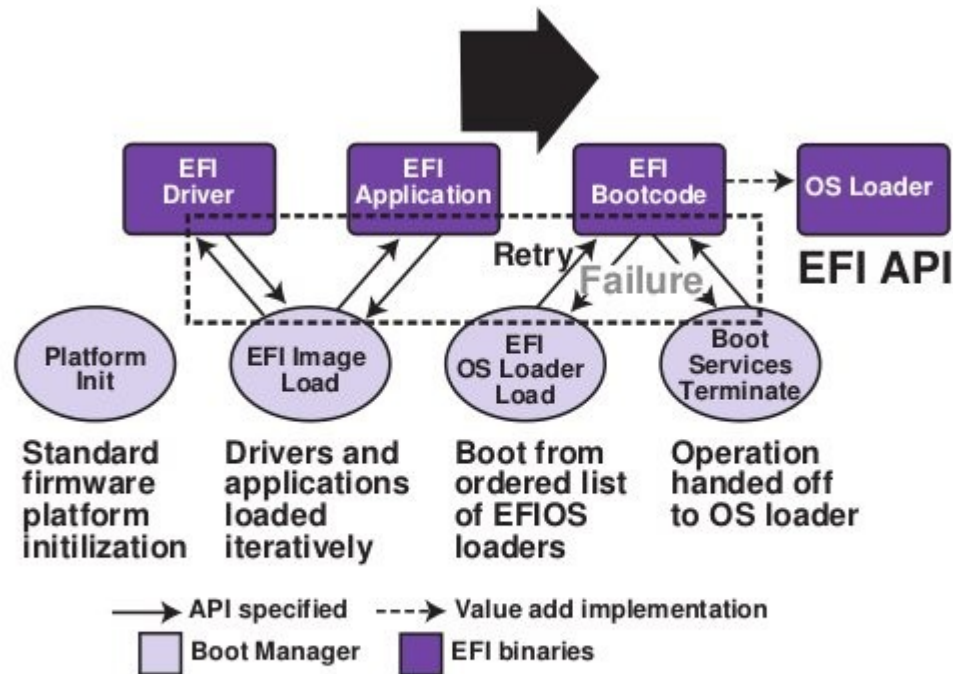 EFI
Driver
EFI
Application
EFI
Bootcode
OS Loader
Retry
Failure
EFI API
Platform
Init
EFI Image
Load
EFI
OS Loader
Load
Boot
Services
Terminate
Standard
firmware
platform
initilization
Drivers and
applications
loaded
iteratively
Boot from
ordered list
of EFIOS
loaders
Operation
handed off
to OS loader
API specified
Value add implementation
Boot Manager
EFI binaries